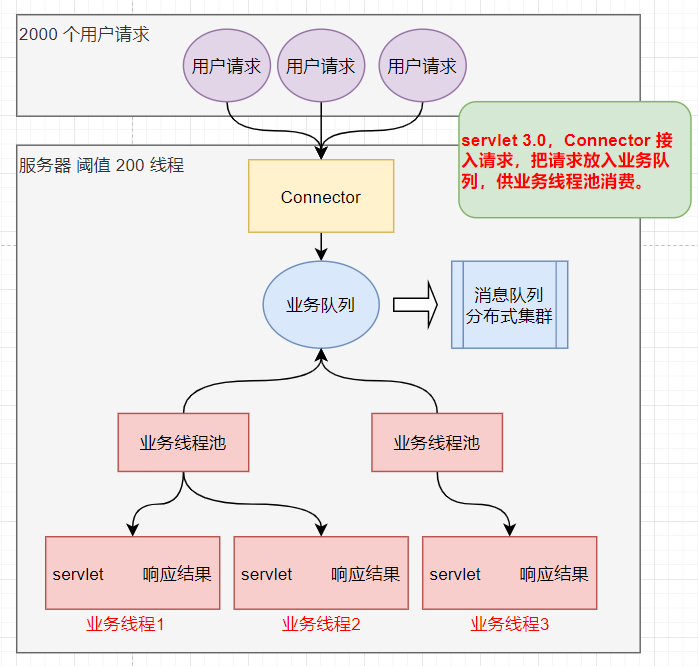 2000 个用户请求
用户请求
用户请求
用户请求
servlet 3.0，Connector 接
入请求，把请求放入业务队
列，供业务线程池消费。
服务器 阈值 200 线程
Connector
业务队列
消息队列
分布式集群
业务线程池
业务线程池
servlet 响应结果
servlet 响应结果
servlet 响应结果
业务线程1
业务线程2
业务线程3